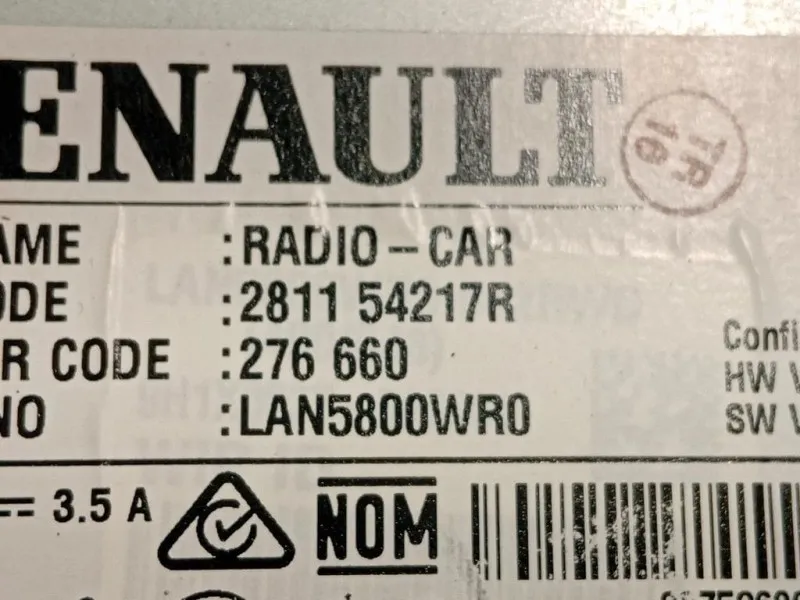 ENAULT
TR
10
AME :RADIO-CAR
ODE :2811 54217R
R CODE :276 660
NO :LAN5800WR0
Confi
HW V
SW V
3.5 A
NOM